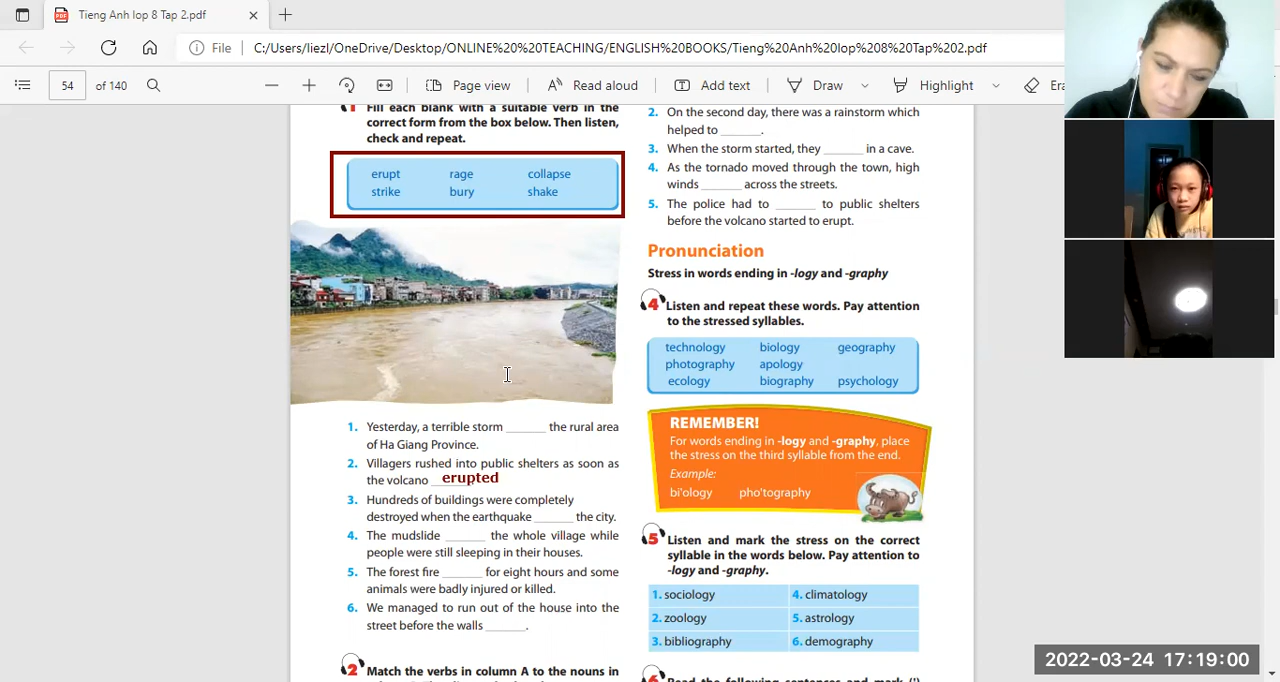 Tieng Anh lop 8 Tap 2.pdf
File
C:/Users/liezl/OneDrive/Desktop/ONLINE%20%20TEACHING/ENGLISH%20BOOKS/Tieng%20Anh%20lop%208%20Tap%202.pdf
54 of 140
Page view
Read aloud
Add text
Draw
Highlight
Era
1 Fill each blank with a suitable verb in the
correct form from the box below. Then listen,
check and repeat.
erupt rage collapse
strike bury shake
1. Yesterday, a terrible storm ______ the rural area
of Ha Giang Province.
2. Villagers rushed into public shelters as soon as
the volcano ______
erupted
3. Hundreds of buildings were completely
destroyed when the earthquake ______ the city.
4. The mudslide ______ the whole village while
people were still sleeping in their houses.
5. The forest fire ______ for eight hours and some
animals were badly injured or killed.
6. We managed to run out of the house into the
street before the walls ______.
2 Match the verbs in column A to the nouns in
2. On the second day, there was a rainstorm which
helped to ______.
3. When the storm started, they ______ in a cave.
4. As the tornado moved through the town, high
winds ______ across the streets.
5. The police had to ______ to public shelters
before the volcano started to erupt.
Pronunciation
Stress in words ending in -logy and -graphy
4 Listen and repeat these words. Pay attention
to the stressed syllables.
technology biology geography
photography apology
ecology biography psychology
REMEMBER!
For words ending in -logy and -graphy, place
the stress on the third syllable from the end.
Example:
bi'ology pho'tography
5 Listen and mark the stress on the correct
syllable in the words below. Pay attention to
-logy and -graphy.
1. sociology 4. climatology
2. zoology 5. astrology
3. bibliography 6. demography
6 Read the following sentences and mark (')
2022-03-24 17:19:00